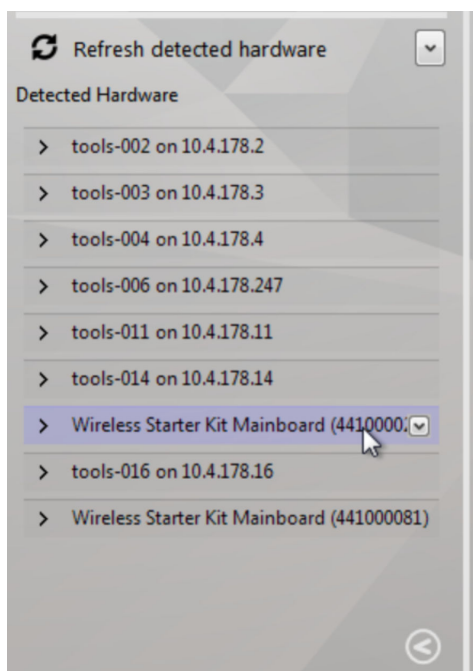 Refresh detected hardware
Detected Hardware
tools-002 on 10.4.178.2
tools-003 on 10.4.178.3
tools-004 on 10.4.178.4
tools-006 on 10.4.178.247
tools-011 on 10.4.178.11
tools-014 on 10.4.178.14
Wireless Starter Kit Mainboard
tools-016 on 10.4.178.16
Wireless Starter Kit Mainboard (441000081)